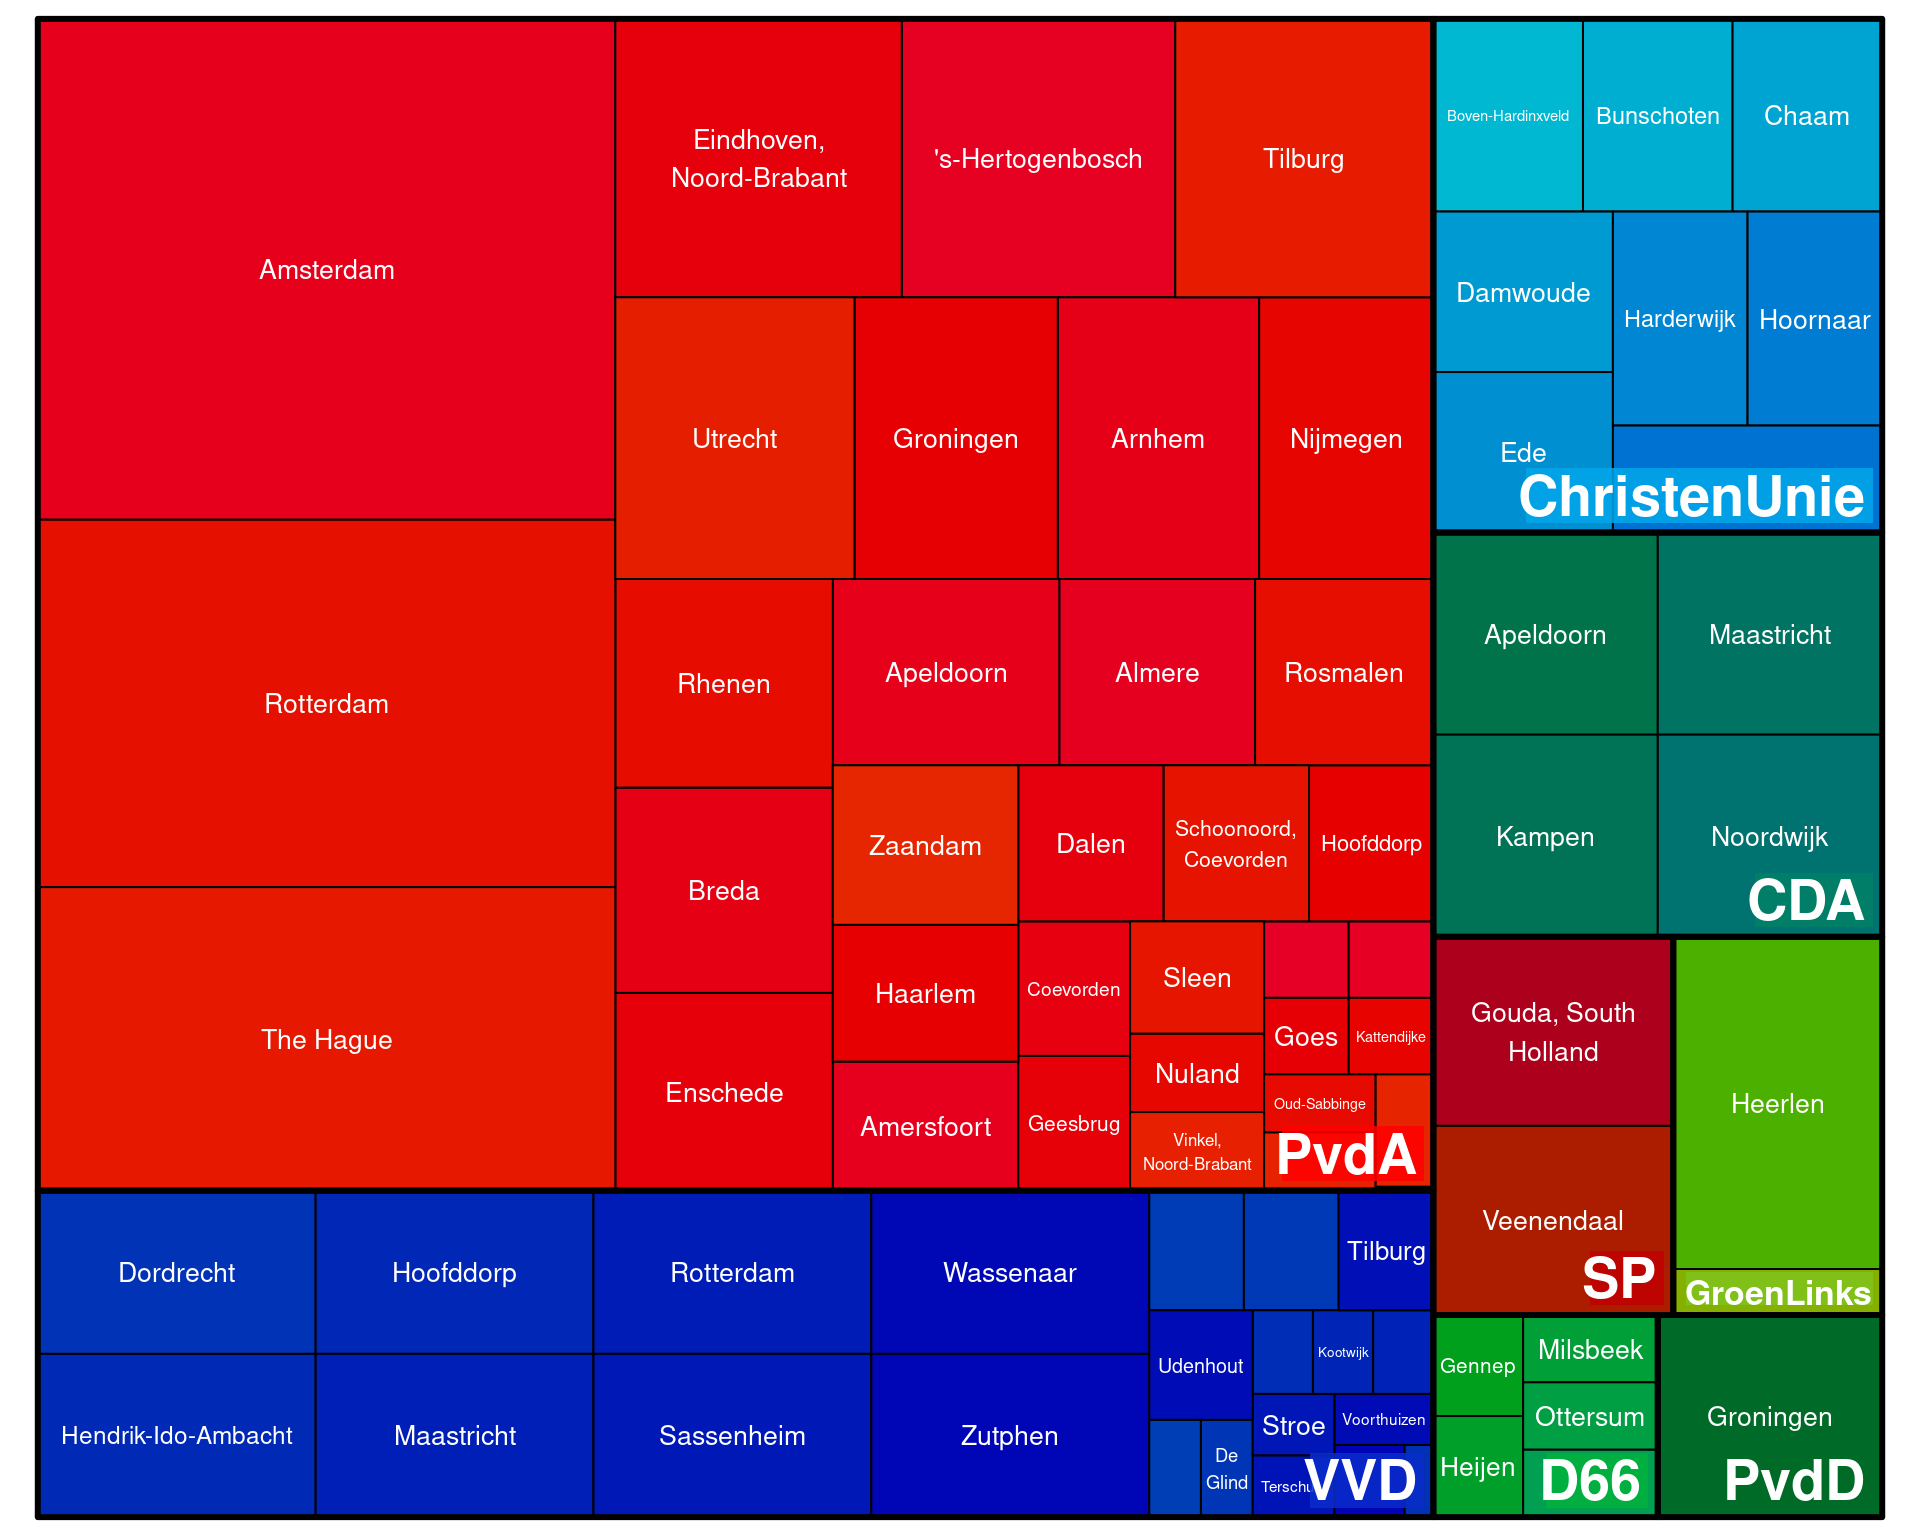 Amsterdam
Rotterdam
The Hague
Eindhoven,
Noord-Brabant
's-Hertogenbosch
Tilburg
Utrecht
Groningen
Arnhem
Nijmegen
Rhenen
Apeldoorn
Almere
Rosmalen
Breda
Enschede
Zaandam
Dalen
Schoonoord,
Coevorden
Hoofddorp
Haarlem
Amersfoort
Coevorden
Geesbrug
Sleen
Nuland
Vinkel,
Noord-Brabant
Goes
Kattendijke
Oud-Sabbinge
PvdA
Boven-Hardinxveld
Bunschoten
Chaam
Damwoude
Harderwijk
Hoornaar
Ede
ChristenUnie
Apeldoorn
Maastricht
Kampen
Noordwijk
CDA
Gouda, South
Holland
Veenendaal
SP
Heerlen
GroenLinks
Dordrecht
Hoofddorp
Rotterdam
Wassenaar
Hendrik-Ido-Ambacht
Maastricht
Sassenheim
Zutphen
Tilburg
Udenhout
Kootwijk
De
Glind
Stroe
Voorthuizen
VVD
Gennep
Milsbeek
Ottersum
Heijen
D66
Groningen
PvdD